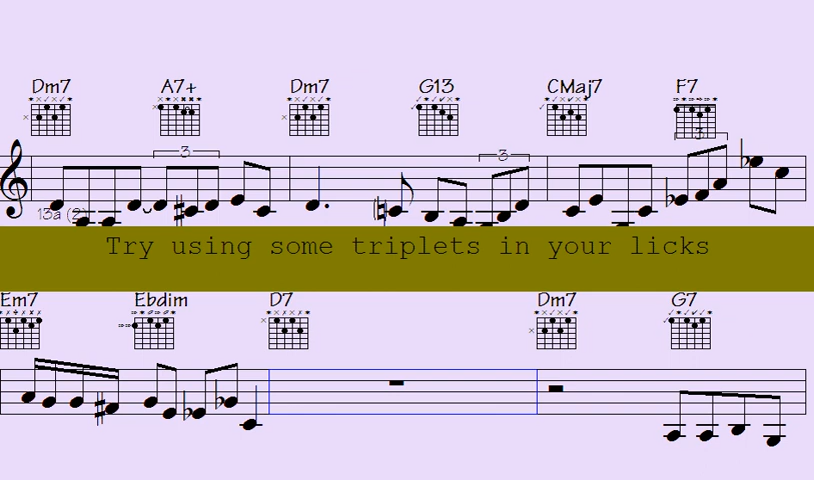 Dm7 A7+ Dm7 G13 CMaj7 F7
3 3 3
13a (2)
Try using some triplets in your licks
Em7 Ebdim D7 Dm7 G7